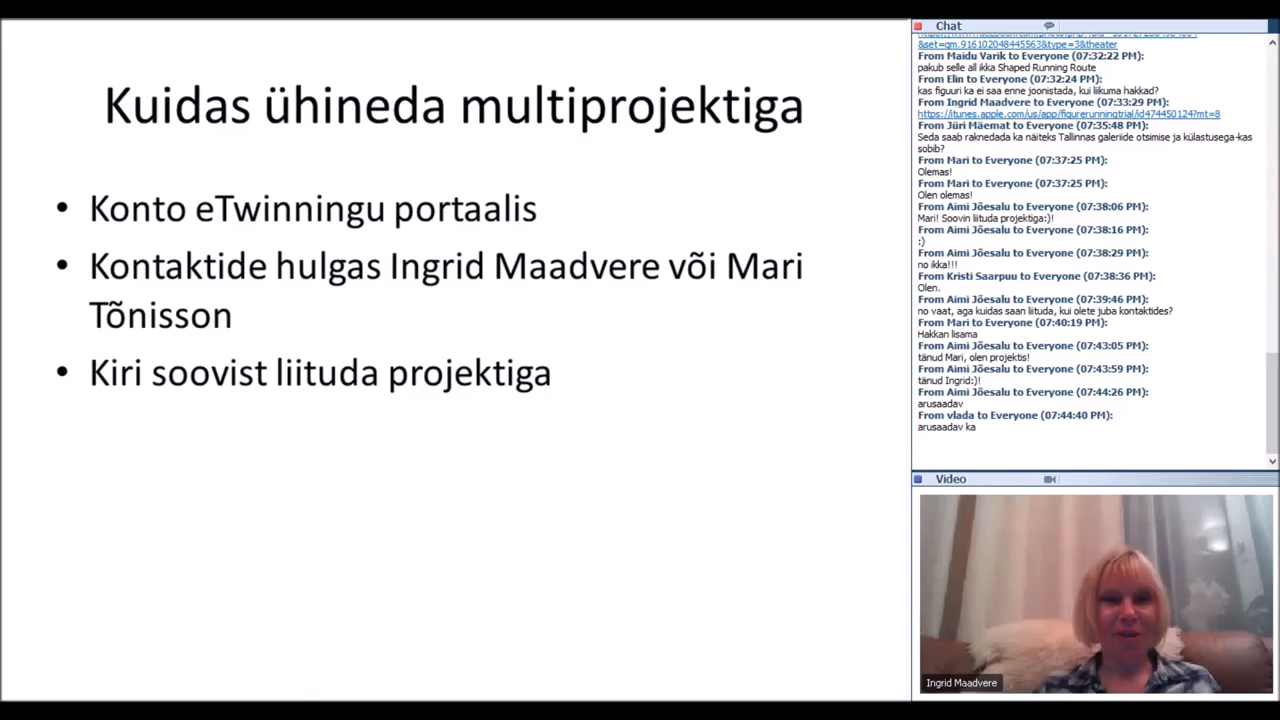 Kuidas ühineda multiprojektiga
• Konto eTwinningu portaalis
• Kontaktide hulgas Ingrid Maadvere või Mari
Tõnisson
• Kiri soovist liituda projektiga
Chat
&set=gm.916102048445563&type=3&theater
From Maidu Varik to Everyone (07:32:22 PM):
pakub selle all ikka Shaped Running Route
From Elin to Everyone (07:32:24 PM):
kas figuuri ka ei saa enne joonistada, kui liikuma hakkad?
From Ingrid Maadvere to Everyone (07:33:29 PM):
https://itunes.apple.com/us/app/figurerunningtrial/id474450124?mt=8
From Jüri Mäemat to Everyone (07:35:48 PM):
Seda saab raknedada ka näiteks Tallinnas galeriide otsimise ja külastusega-kas
sobib?
From Mari to Everyone (07:37:25 PM):
Olemas!
From Mari to Everyone (07:37:25 PM):
Olen olemas!
From Aimi Jõesalu to Everyone (07:38:06 PM):
Mari! Soovin liituda projektiga:)!
From Aimi Jõesalu to Everyone (07:38:16 PM):
:)
From Aimi Jõesalu to Everyone (07:38:29 PM):
no ikka!!!
From Kristi Saarpuu to Everyone (07:38:36 PM):
Olen.
From Aimi Jõesalu to Everyone (07:39:46 PM):
no vaat, aga kuidas saan liituda, kui olete juba kontaktides?
From Mari to Everyone (07:40:19 PM):
Hakkan lisama
From Aimi Jõesalu to Everyone (07:43:05 PM):
tänud Mari, olen projektis!
From Aimi Jõesalu to Everyone (07:43:59 PM):
tänud Ingrid:)!
From Aimi Jõesalu to Everyone (07:44:26 PM):
arusaadav
From vlada to Everyone (07:44:40 PM):
arusaadav ka
Video
Ingrid Maadvere